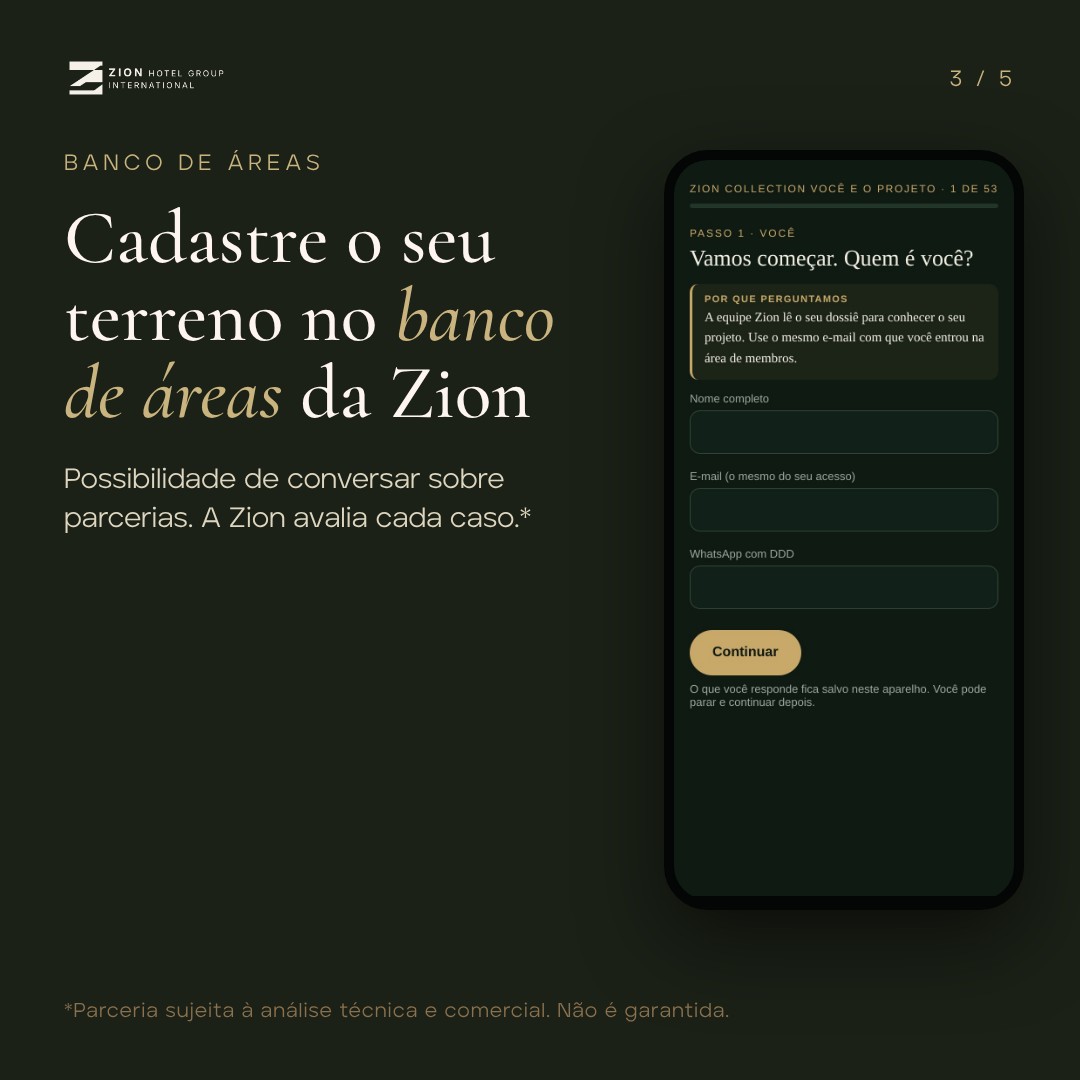 ZION HOTEL GROUP
INTERNATIONAL
3 / 5
BANCO DE ÁREAS
Cadastre o seu
terreno no banco
de áreas da Zion
Possibilidade de conversar sobre
parcerias. A Zion avalia cada caso.*
ZION COLLECTION VOCÊ E O PROJETO · 1 DE 53
PASSO 1 · VOCÊ
Vamos começar. Quem é você?
POR QUE PERGUNTAMOS
A equipe Zion lê o seu dossiê para conhecer o seu
projeto. Use o mesmo e-mail com que você entrou na
área de membros.
Nome completo
E-mail (o mesmo do seu acesso)
WhatsApp com DDD
Continuar
O que você responde fica salvo neste aparelho. Você pode
parar e continuar depois.
*Parceria sujeita à análise técnica e comercial. Não é garantida.